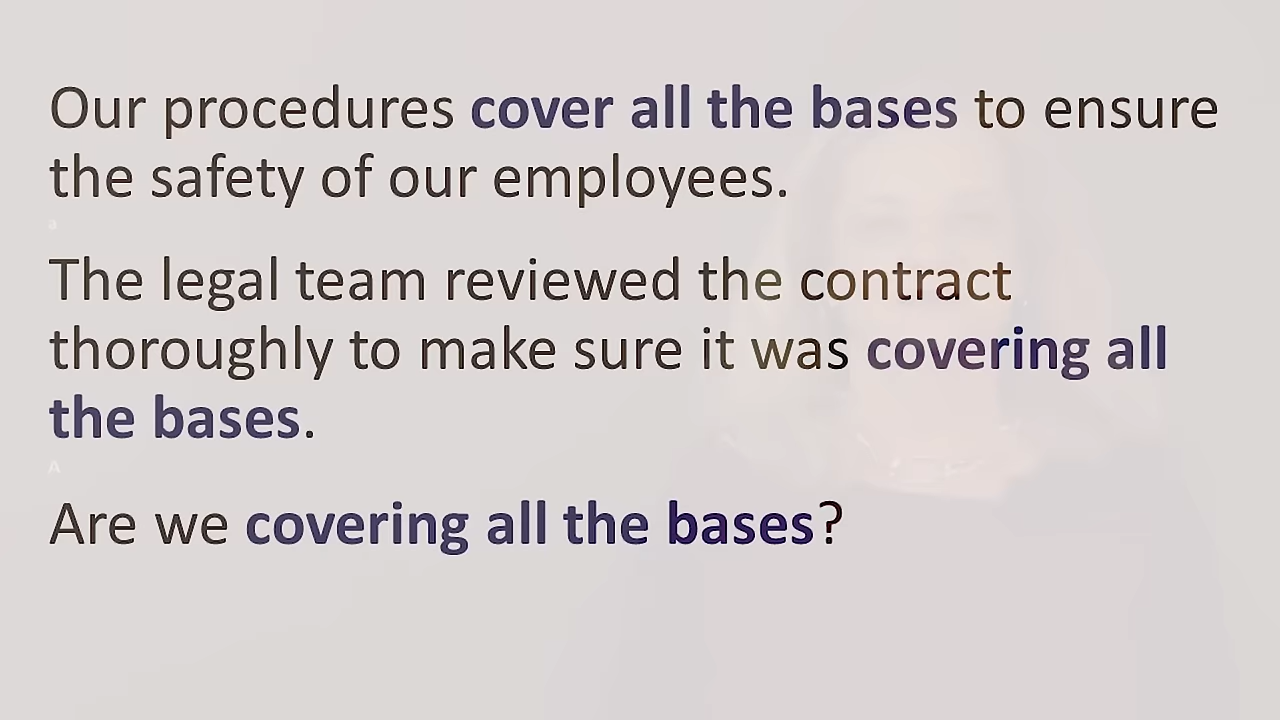 Our procedures cover all the bases to ensure
the safety of our employees.
a
The legal team reviewed the contract
thoroughly to make sure it was covering all
the bases.
A
Are we covering all the bases?